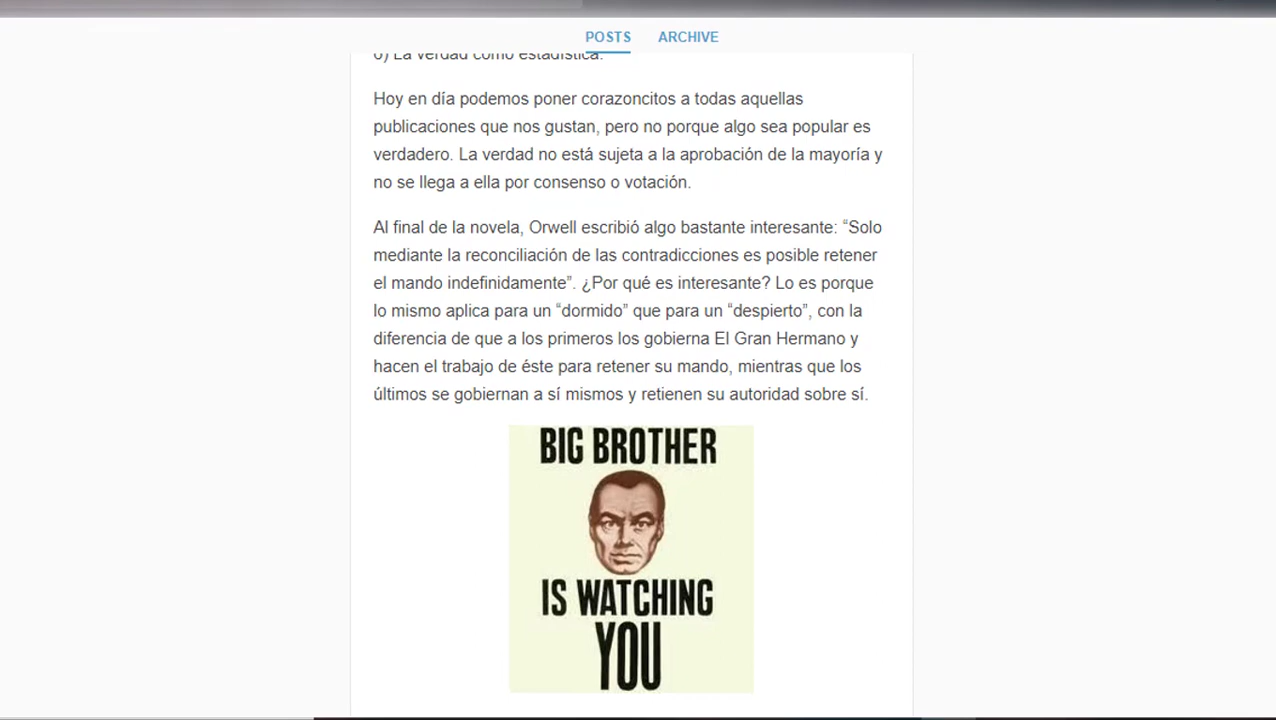 POSTS ARCHIVE
6) La verdad como estadística.
Hoy en día podemos poner corazoncitos a todas aquellas
publicaciones que nos gustan, pero no porque algo sea popular es
verdadero. La verdad no está sujeta a la aprobación de la mayoría y
no se llega a ella por consenso o votación.
Al final de la novela, Orwell escribió algo bastante interesante: “Solo
mediante la reconciliación de las contradicciones es posible retener
el mando indefinidamente”. ¿Por qué es interesante? Lo es porque
lo mismo aplica para un “dormido” que para un “despierto”, con la
diferencia de que a los primeros los gobierna El Gran Hermano y
hacen el trabajo de éste para retener su mando, mientras que los
últimos se gobiernan a sí mismos y retienen su autoridad sobre sí.
BIG BROTHER
IS WATCHING
YOU